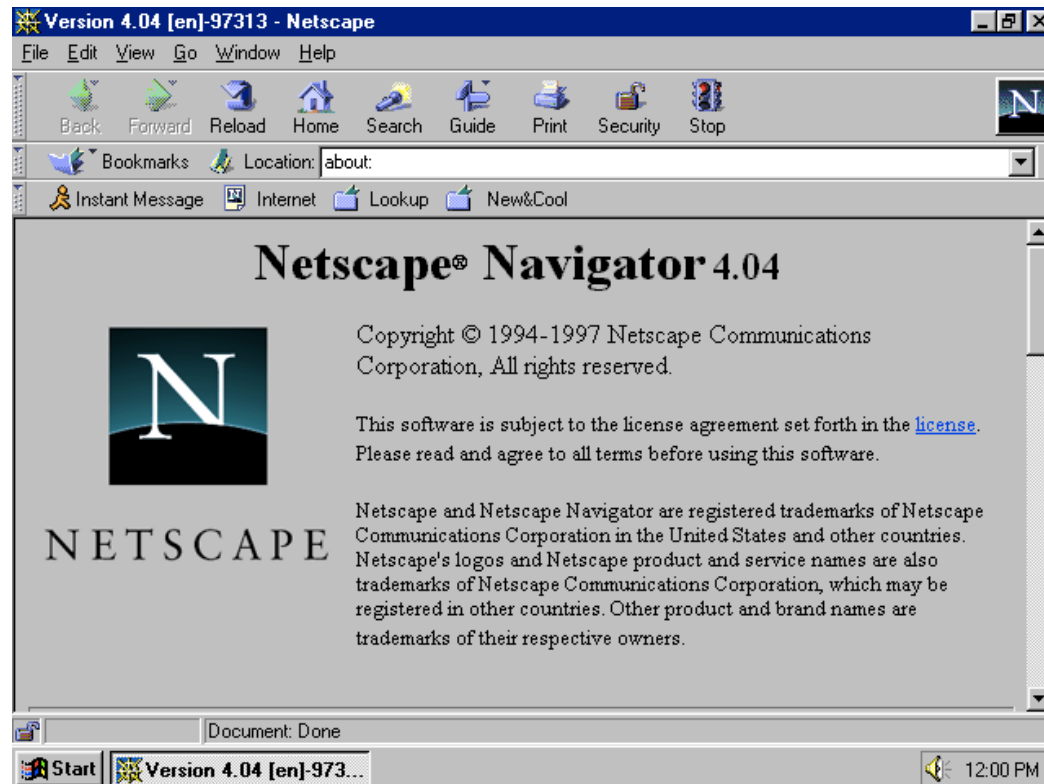 Version 4.04 [en]-97313 - Netscape
File Edit View Go Window Help
Back Forward Reload Home Search Guide Print Security Stop
N
Bookmarks Location: about:
Instant Message Internet Lookup New&Cool
Netscape® Navigator 4.04
N
NETSCAPE
Copyright © 1994-1997 Netscape Communications
Corporation, All rights reserved.
This software is subject to the license agreement set forth in the license.
Please read and agree to all terms before using this software.
Netscape and Netscape Navigator are registered trademarks of Netscape
Communications Corporation in the United States and other countries.
Netscape's logos and Netscape product and service names are also
trademarks of Netscape Communications Corporation, which may be
registered in other countries. Other product and brand names are
trademarks of their respective owners.
Document: Done
Start Version 4.04 [en]-973... 12:00 PM